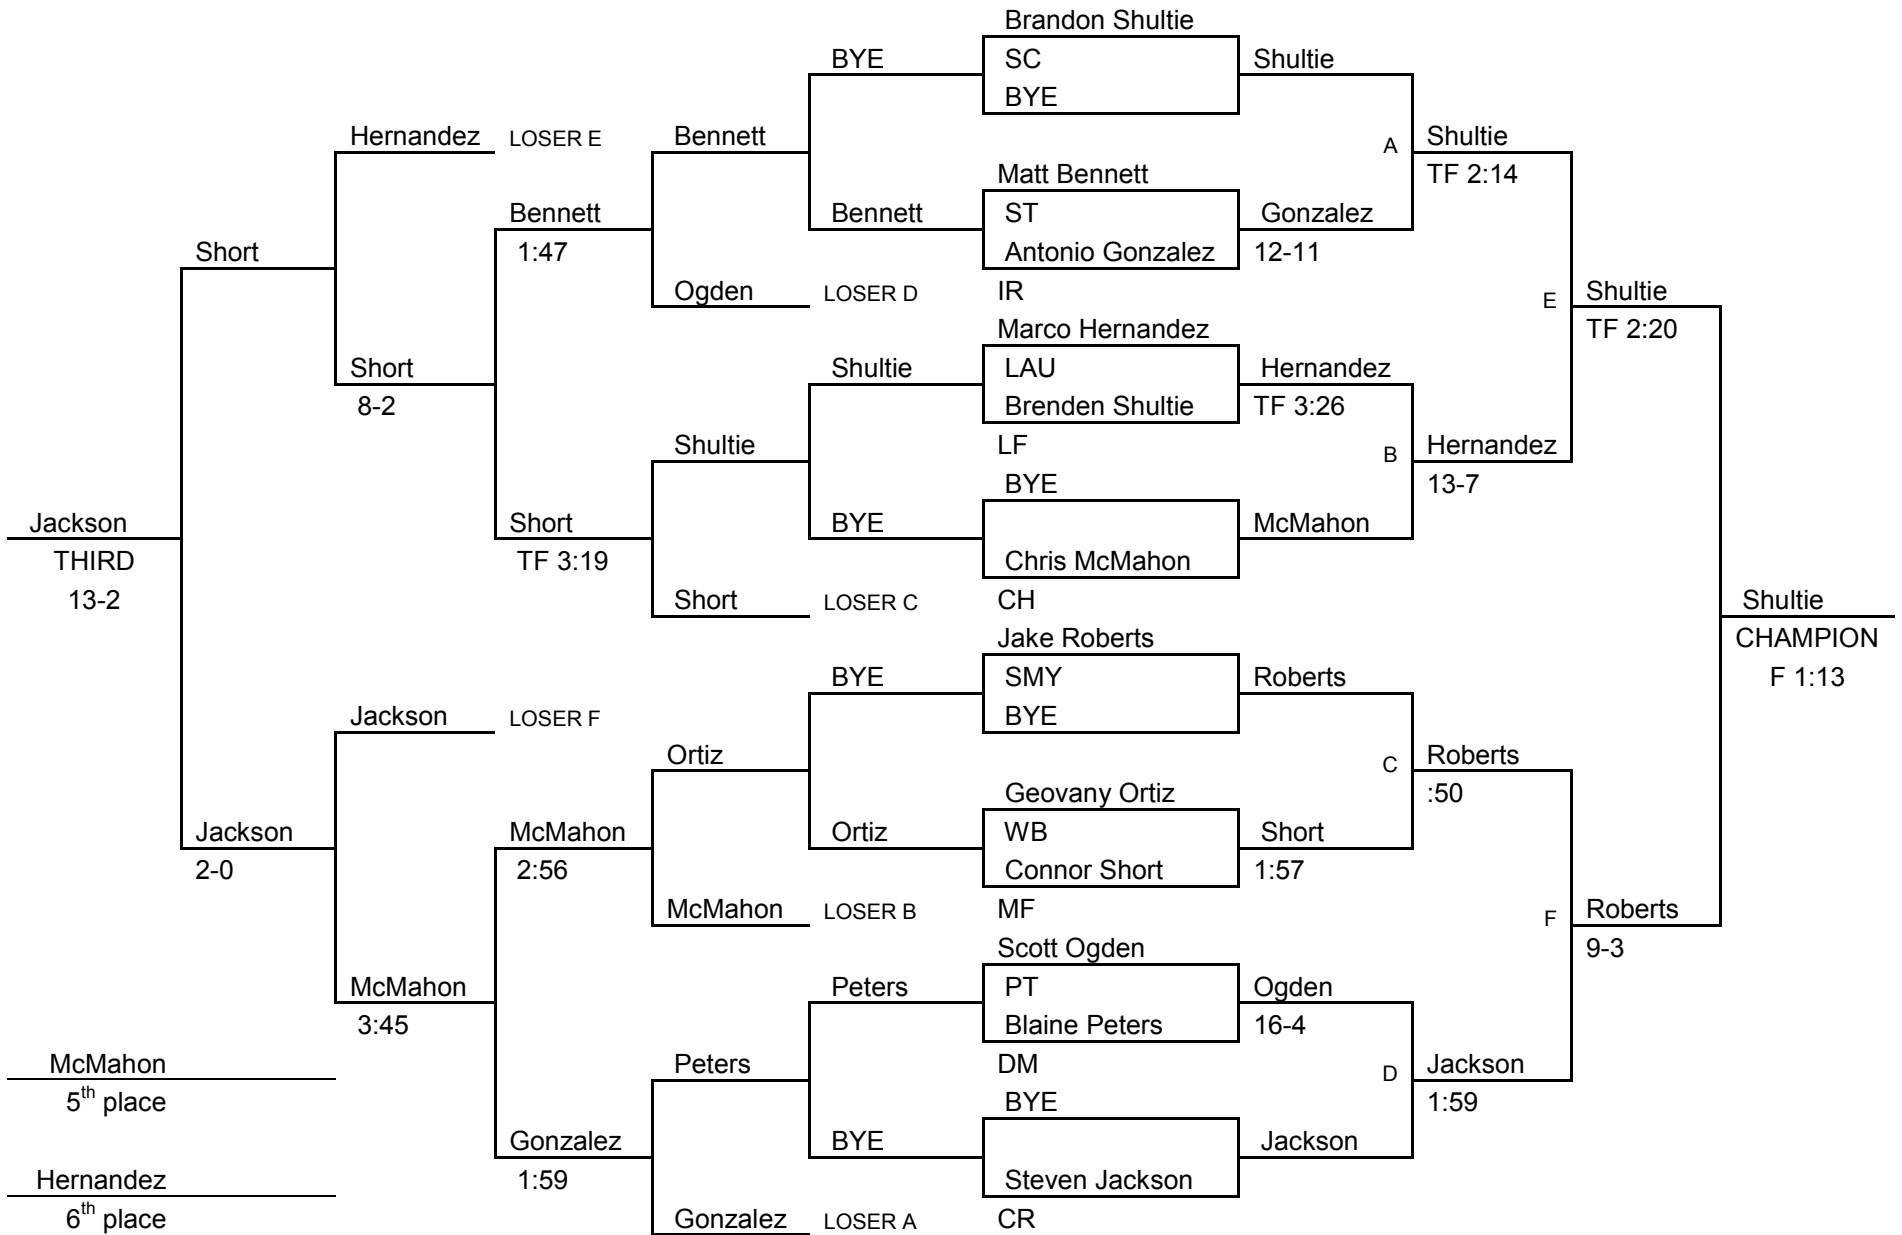 Brandon Shultie
BYE
SC
Shultie
BYE
Hernandez
LOSER E
Bennett
A
Shultie
Matt Bennett
TF 2:14
Bennett
Bennett
ST
Gonzalez
Short
1:47
Antonio Gonzalez
12-11
Ogden
LOSER D
IR
E
Shultie
Marco Hernandez
TF 2:20
Short
Shultie
LAU
Hernandez
8-2
Brenden Shultie
TF 3:26
Shultie
LF
B
Hernandez
BYE
13-7
Jackson
Short
BYE
McMahon
THIRD
TF 3:19
Chris McMahon
13-2
Short
LOSER C
CH
Shultie
Jake Roberts
CHAMPION
BYE
SMY
Roberts
F 1:13
Jackson
LOSER F
BYE
Ortiz
C
Roberts
Geovany Ortiz
:50
Jackson
McMahon
Ortiz
WB
Short
2-0
2:56
Connor Short
1:57
McMahon
LOSER B
MF
F
Roberts
Scott Ogden
9-3
McMahon
Peters
PT
Ogden
3:45
Blaine Peters
16-4
McMahon
Peters
DM
D
Jackson
5th place
BYE
1:59
Gonzalez
BYE
Jackson
Hernandez
1:59
Steven Jackson
6th place
Gonzalez
LOSER A
CR